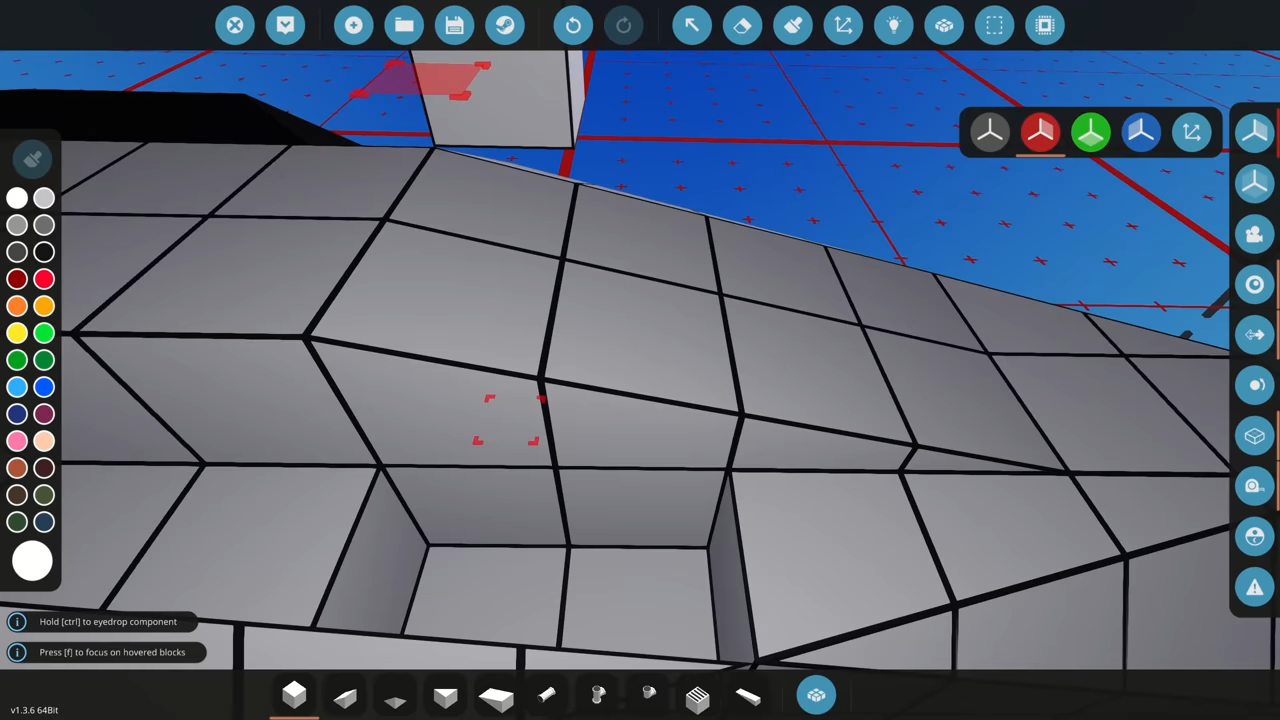 Hold [ctrl] to eyedrop component
Press [f] to focus on hovered blocks
v1.3.6 64Bit